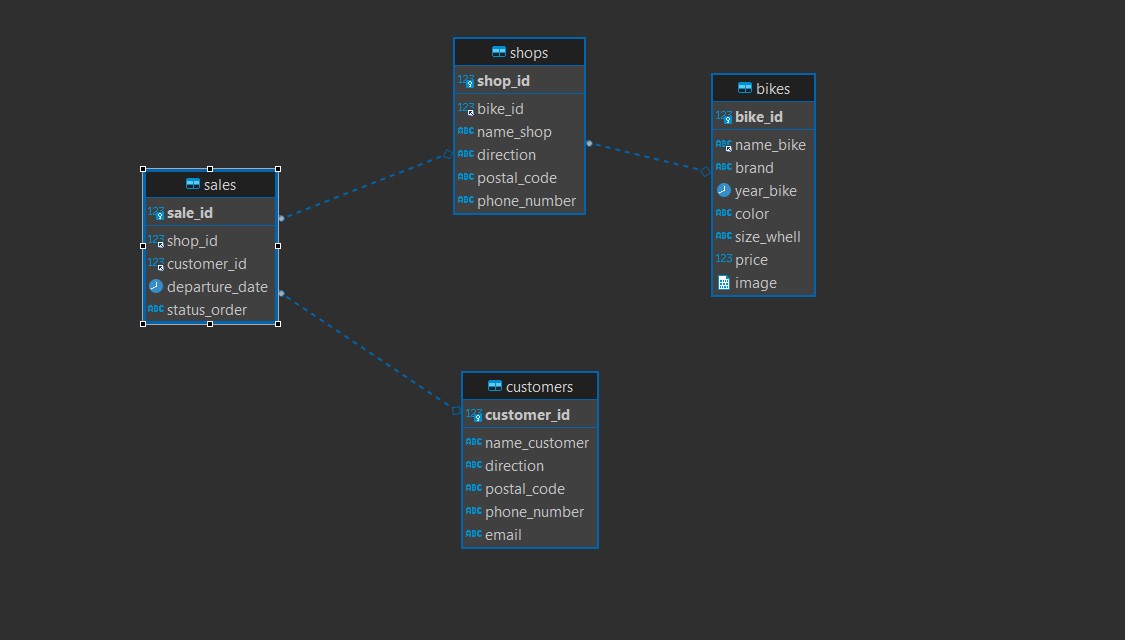 shops
123 shop_id
123 bike_id
ABC name_shop
ABC direction
ABC postal_code
ABC phone_number
bikes
123 bike_id
ABC name_bike
ABC brand
year_bike
ABC color
ABC size_whell
123 price
image
sales
123 sale_id
123 shop_id
123 customer_id
departure_date
ABC status_order
customers
123 customer_id
ABC name_customer
ABC direction
ABC postal_code
ABC phone_number
ABC email